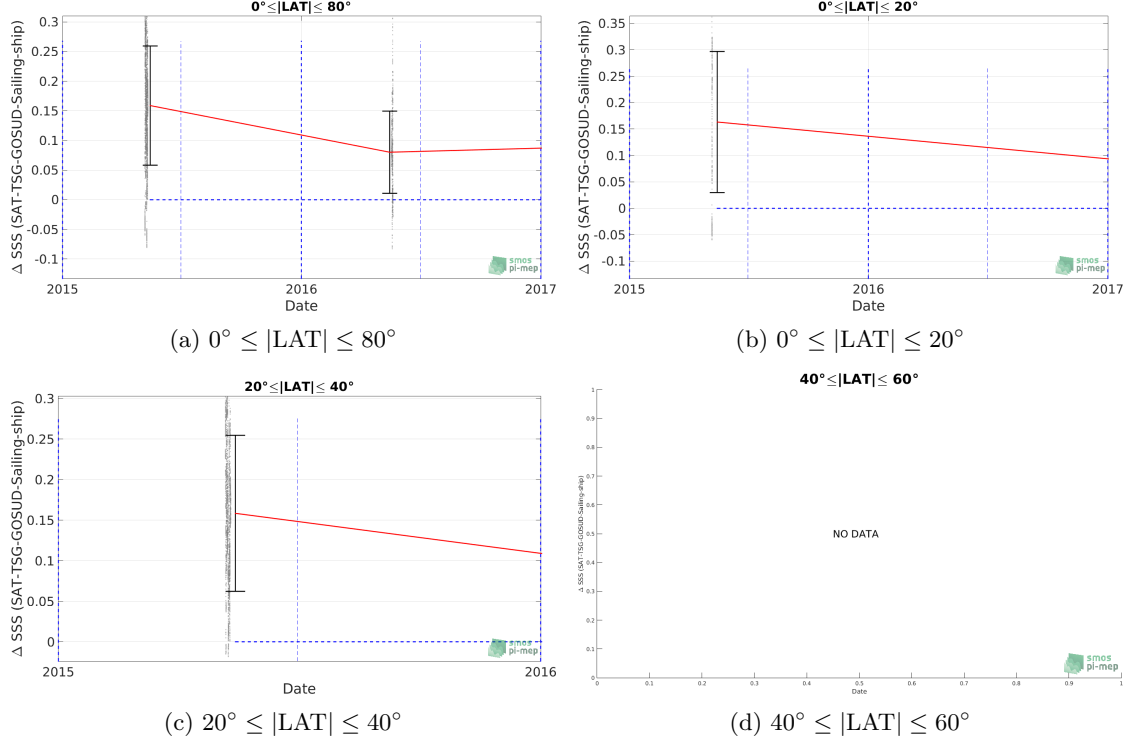 0°≤|LAT|≤ 80°
Δ SSS (SAT-TSG-GOSUD-Sailing-ship)
0.3
0.25
0.2
0.15
0.1
0.05
0
-0.05
-0.1
2015
2016
2017
Date
smos
pi-mep
(a) 0° ≤ |LAT| ≤ 80°
0°≤|LAT|≤ 20°
Δ SSS (SAT-TSG-GOSUD-Sailing-ship)
0.35
0.3
0.25
0.2
0.15
0.1
0.05
0
-0.05
-0.1
2015
2016
2017
Date
smos
pi-mep
(b) 0° ≤ |LAT| ≤ 20°
20°≤|LAT|≤ 40°
Δ SSS (SAT-TSG-GOSUD-Sailing-ship)
0.3
0.25
0.2
0.15
0.1
0.05
0
2015
2016
Date
smos
pi-mep
(c) 20° ≤ |LAT| ≤ 40°
40°≤|LAT|≤ 60°
Δ SSS (SAT-TSG-GOSUD-Sailing-ship)
1
0.9
0.8
0.7
0.6
0.5
0.4
0.3
0.2
0.1
0
NO DATA
0 0.1 0.2 0.3 0.4 0.5 0.6 0.7 0.8 0.9 1
Date
smos
pi-mep
(d) 40° ≤ |LAT| ≤ 60°